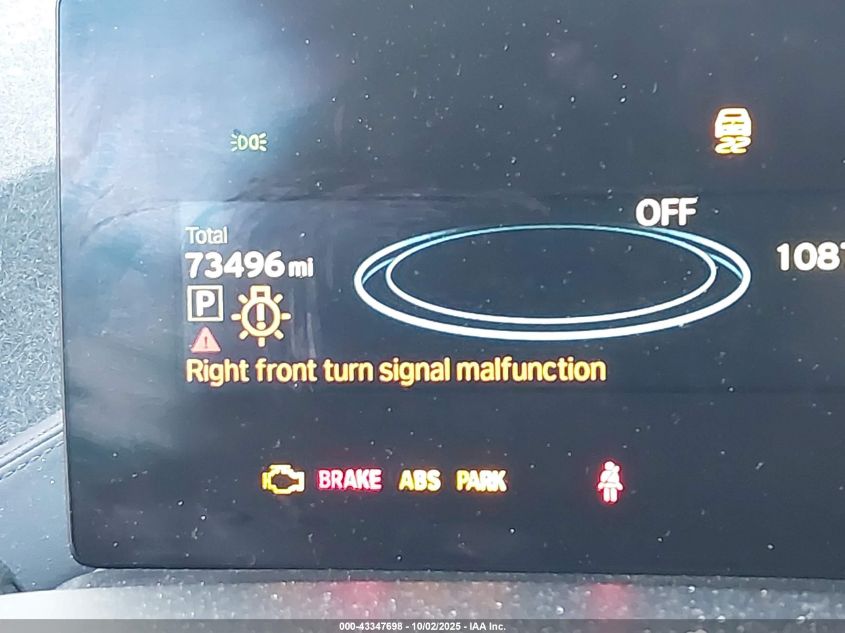 OFF
Total
73496 mi
108
P
Right front turn signal malfunction
BRAKE ABS PARK
000-43347698 - 10/02/2025 - IAA Inc.